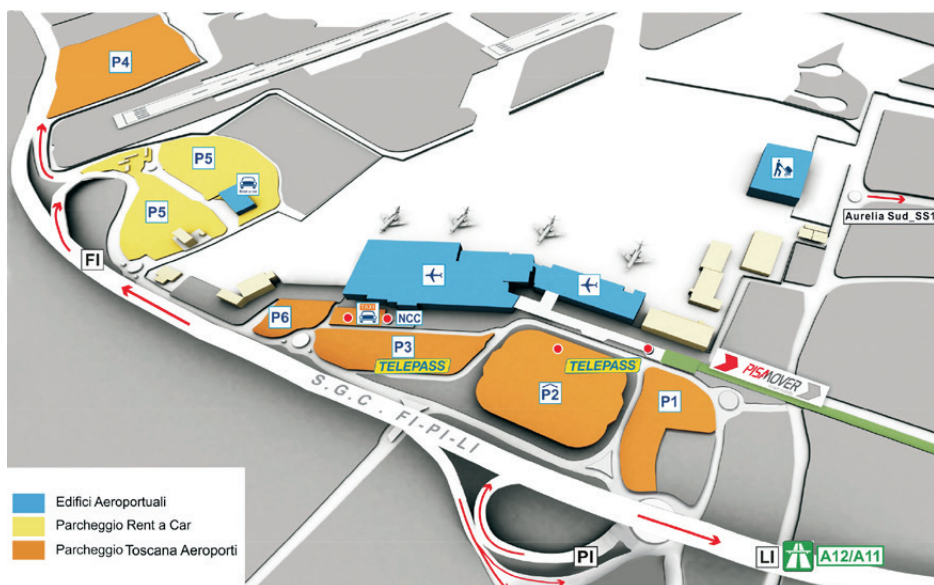 P4
P5
P5
Aurelia Sud_SS1
FI
P6
TAXI
NCC
P3
TELEPASS
TELEPASS
P2
P1
PISAMOVER
S.G.C. FI-PI-LI
PI
LI
A12/A11
Edifici Aeroportuali
Parcheggio Rent a Car
Parcheggio Toscana Aeroporti